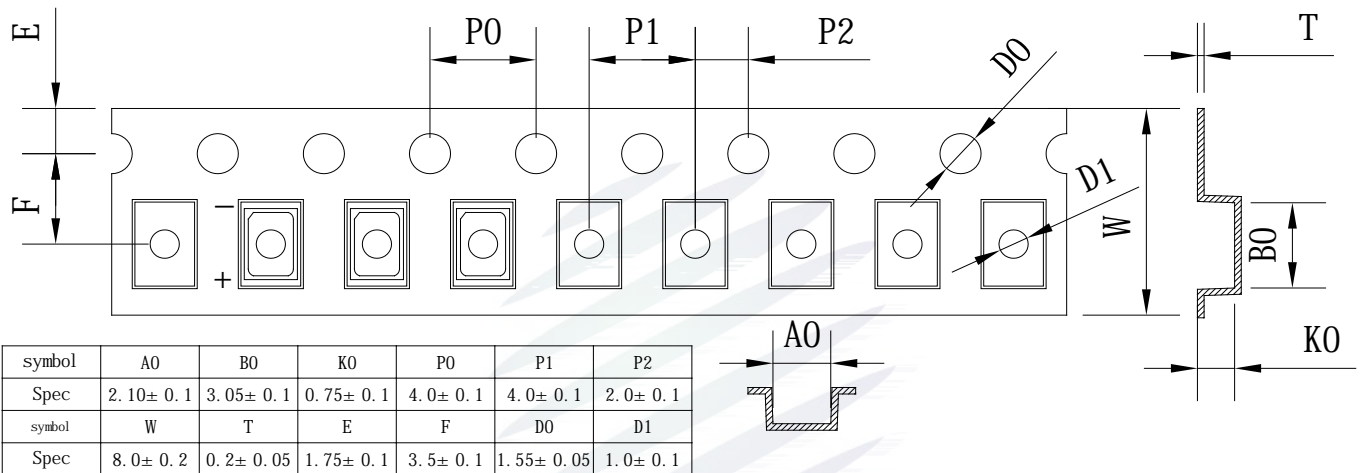 E
P0
P1
P2
D0
T
F
−
+
D1
W
B0
A0
K0
symbol A0 B0 K0 P0 P1 P2
Spec 2.10± 0.1 3.05± 0.1 0.75± 0.1 4.0± 0.1 4.0± 0.1 2.0± 0.1
symbol W T E F D0 D1
Spec 8.0± 0.2 0.2± 0.05 1.75± 0.1 3.5± 0.1 1.55± 0.05 1.0± 0.1